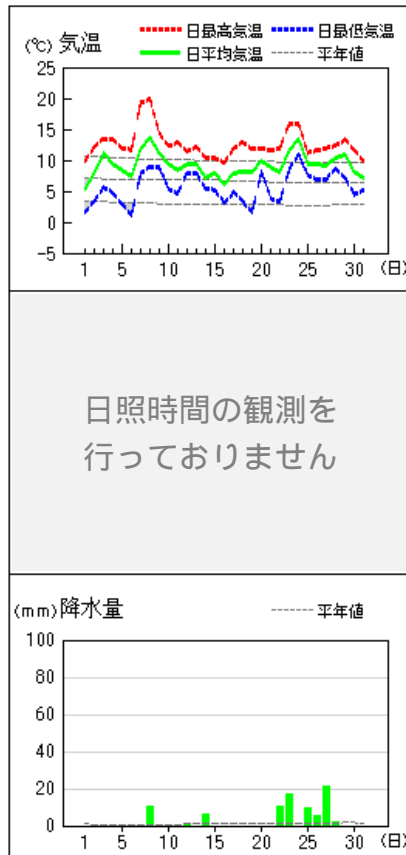 (℃) 気温
日最高気温 日最低気温
日平均気温 平年値
25
20
15
10
5
0
-5
1 5 10 15 20 25 30 (日)
日照時間の観測を
行っておりません
(mm) 降水量 平年値
100
80
60
40
20
0
1 5 10 15 20 25 30 (日)